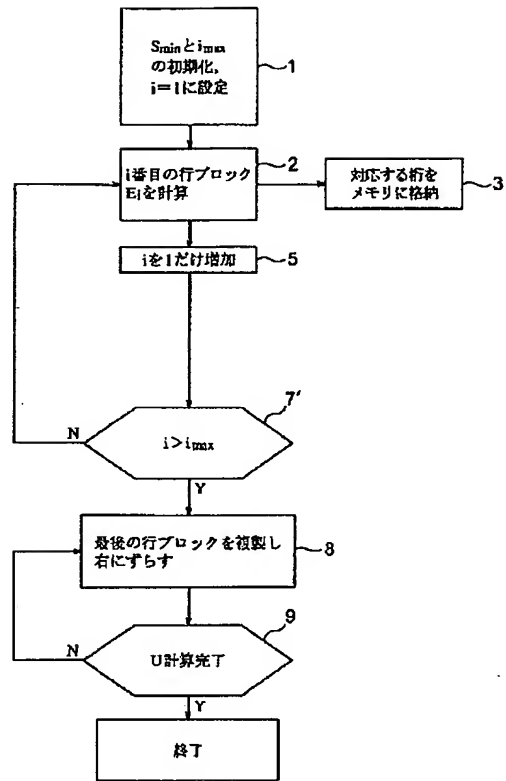 Sminとimax
の初期化,
i=1に設定
1
i番目の行ブロック
Eiを計算
2
対応する桁を
メモリに格納
3
iを1だけ増加
5
i>imax
7'
N
Y
最後の行ブロックを複製し
右にずらす
8
U計算完了
9
N
Y
終了